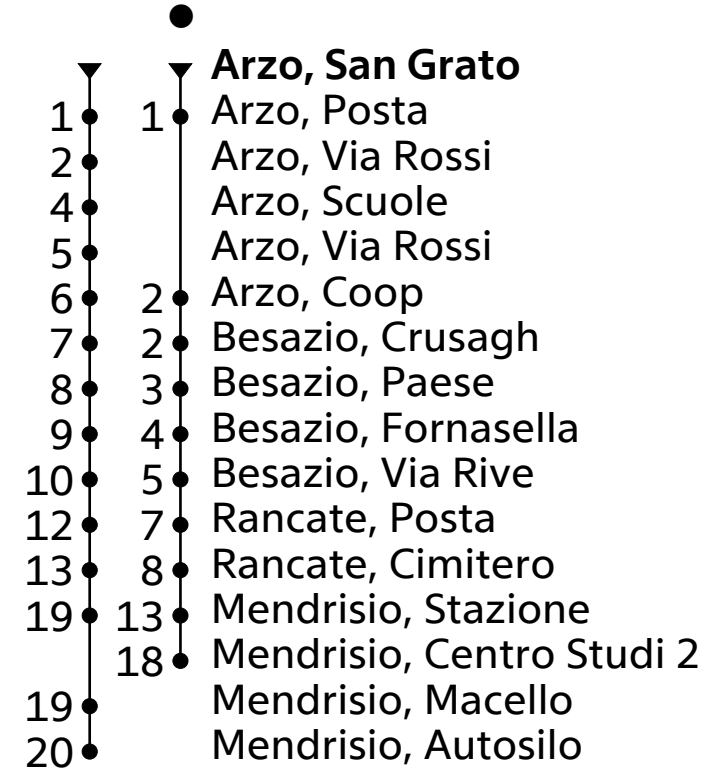 Arzo, San Grato
1 1 Arzo, Posta
2 Arzo, Via Rossi
4 Arzo, Scuole
5 Arzo, Via Rossi
6 2 Arzo, Coop
7 2 Besazio, Crusagh
8 3 Besazio, Paese
9 4 Besazio, Fornasella
10 5 Besazio, Via Rive
12 7 Rancate, Posta
13 8 Rancate, Cimitero
19 13 Mendrisio, Stazione
18 Mendrisio, Centro Studi 2
19 Mendrisio, Macello
20 Mendrisio, Autosilo